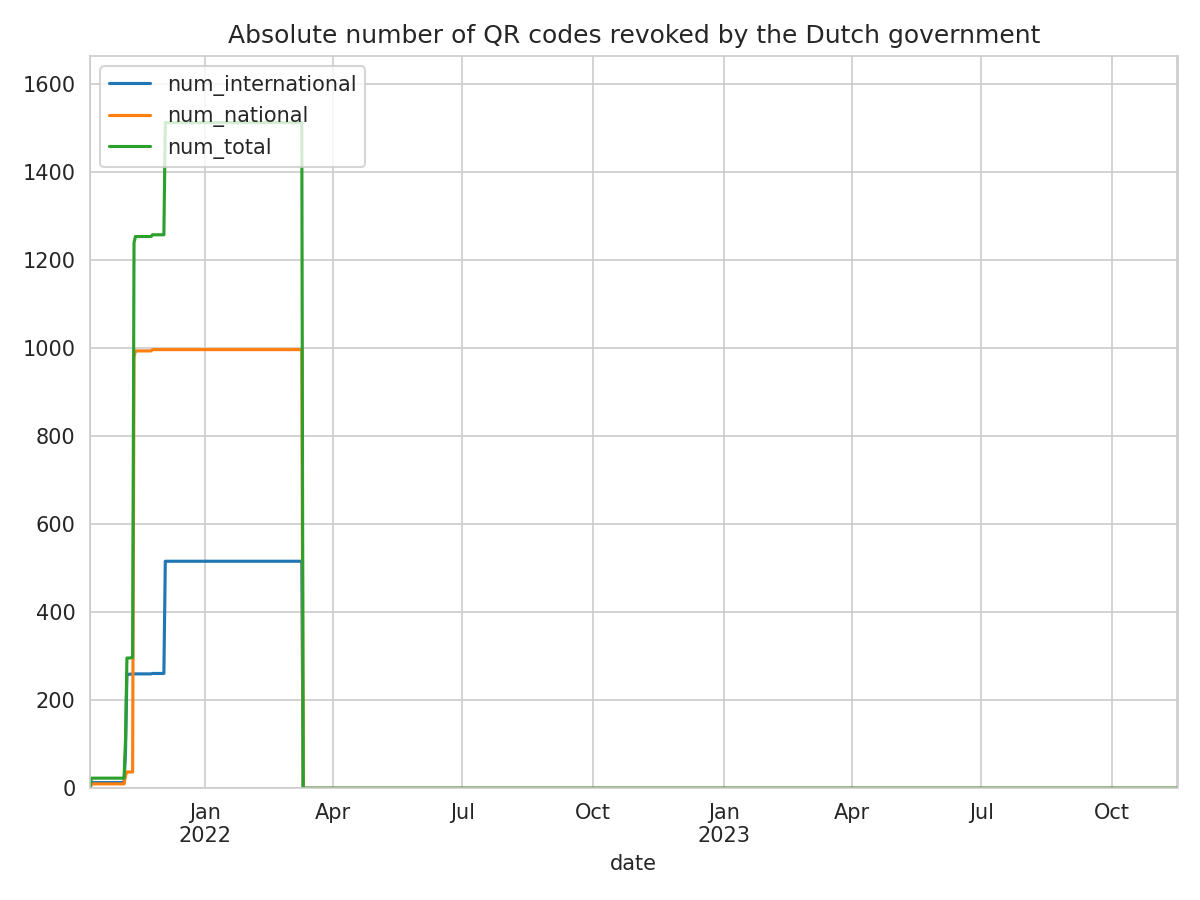 Absolute number of QR codes revoked by the Dutch government
num_international
num_national
num_total
1600
1400
1200
1000
800
600
400
200
0
Jan Apr Jul Oct Jan Apr Jul Oct
2022 2023
date